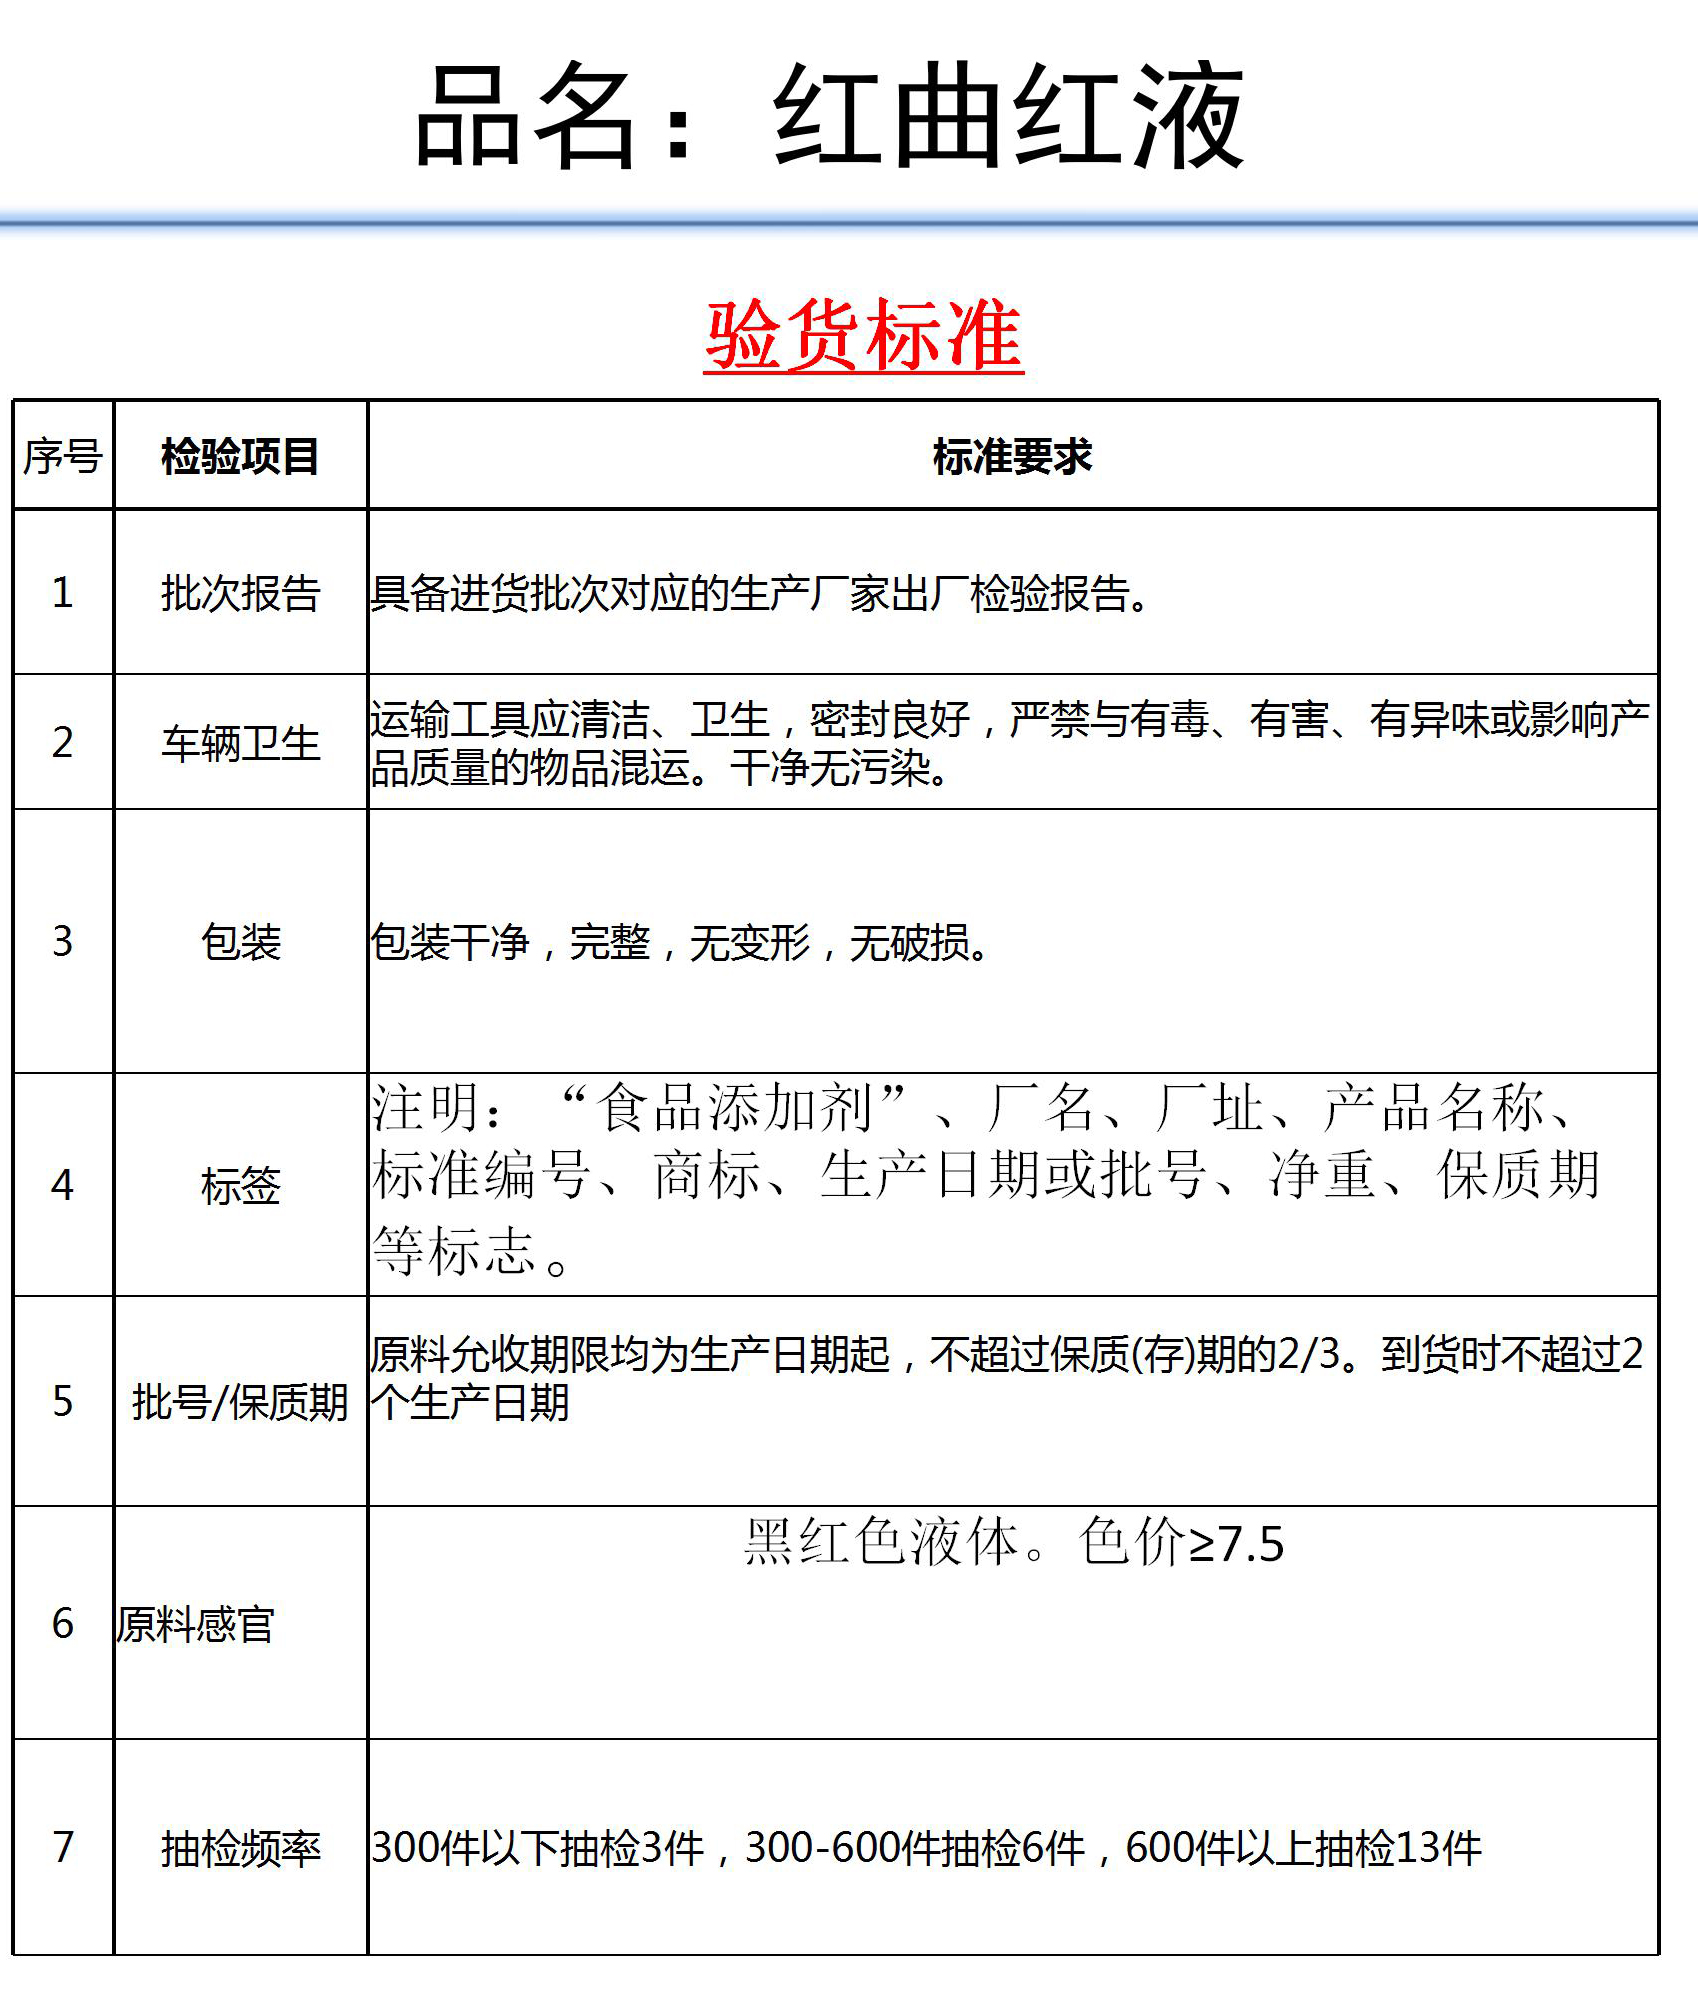 品名：红曲红液
验货标准
序号 检验项目 标准要求
1 批次报告 具备进货批次对应的生产厂家出厂检验报告。
2 车辆卫生 运输工具应清洁、卫生，密封良好，严禁与有毒、有害、有异味或影响产
品质量的物品混运。干净无污染。
3 包装 包装干净，完整，无变形，无破损。
注明：“食品添加剂”、厂名、厂址、产品名称、
4 标签 标准编号、商标、生产日期或批号、净重、保质期
等标志。
原料允收期限均为生产日期起，不超过保质(存)期的2/3。到货时不超过2
5 批号/保质期 个生产日期
黑红色液体。色价≥7.5
6 原料感官
7 抽检频率 300件以下抽检3件，300-600件抽检6件，600件以上抽检13件